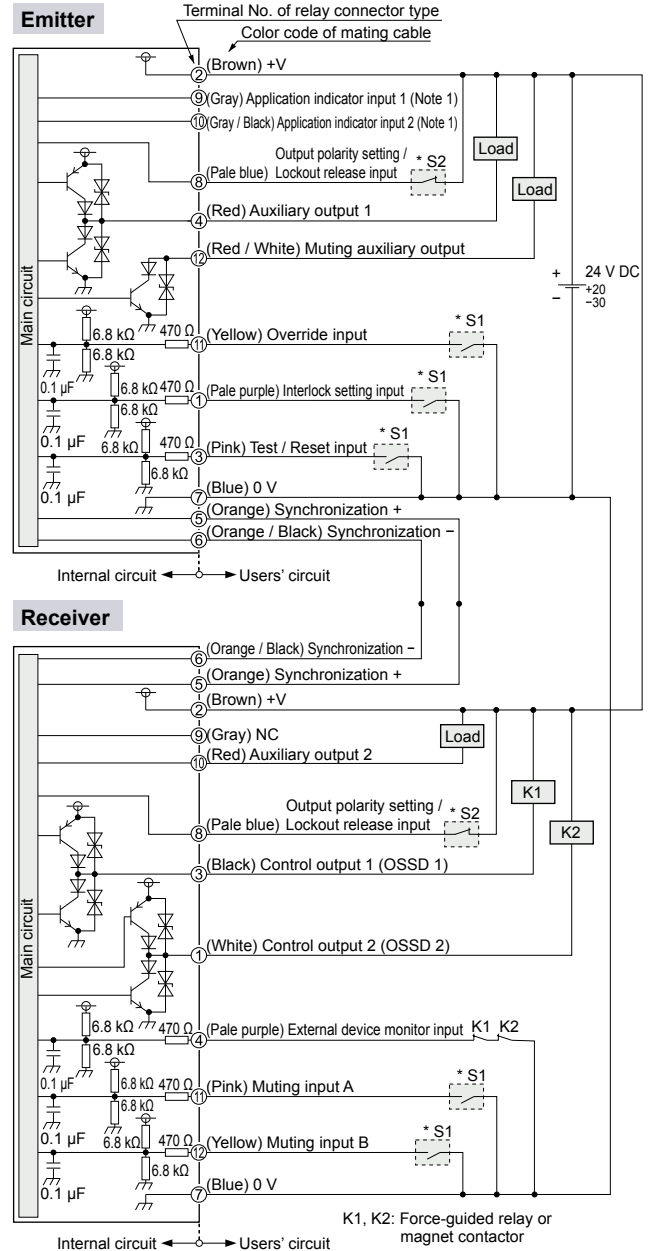 Emitter
Terminal No. of relay connector type
Color code of mating cable
② (Brown) +V
⑨ (Gray) Application indicator input 1 (Note 1)
⑩ (Gray / Black) Application indicator input 2 (Note 1)
Output polarity setting / * S2
⑧ (Pale blue) Lockout release input
Load
④ (Red) Auxiliary output 1
Load
⑫ (Red / White) Muting auxiliary output
+ 24 V DC
− +20
−30
Main circuit
6.8 kΩ 470 Ω ⑪ (Yellow) Override input * S1
6.8 kΩ
0.1 µF
6.8 kΩ 470 Ω ① (Pale purple) Interlock setting input * S1
6.8 kΩ
0.1 µF
6.8 kΩ 470 Ω ③ (Pink) Test / Reset input * S1
6.8 kΩ
0.1 µF
⑦ (Blue) 0 V
⑤ (Orange) Synchronization +
⑥ (Orange / Black) Synchronization −
Internal circuit Users' circuit
Receiver
⑥ (Orange / Black) Synchronization −
⑤ (Orange) Synchronization +
② (Brown) +V
⑨ (Gray) NC
Load
⑩ (Red) Auxiliary output 2
K1
Output polarity setting / * S2
⑧ (Pale blue) Lockout release input
K2
③ (Black) Control output 1 (OSSD 1)
① (White) Control output 2 (OSSD 2)
Main circuit
6.8 kΩ 470 Ω ④ (Pale purple) External device monitor input K1 K2
6.8 kΩ
0.1 µF
6.8 kΩ 470 Ω ⑪ (Pink) Muting input A * S1
6.8 kΩ
0.1 µF
6.8 kΩ 470 Ω ⑫ (Yellow) Muting input B * S1
6.8 kΩ
0.1 µF
⑦ (Blue) 0 V
K1, K2: Force-guided relay or
magnet contactor
Internal circuit Users' circuit